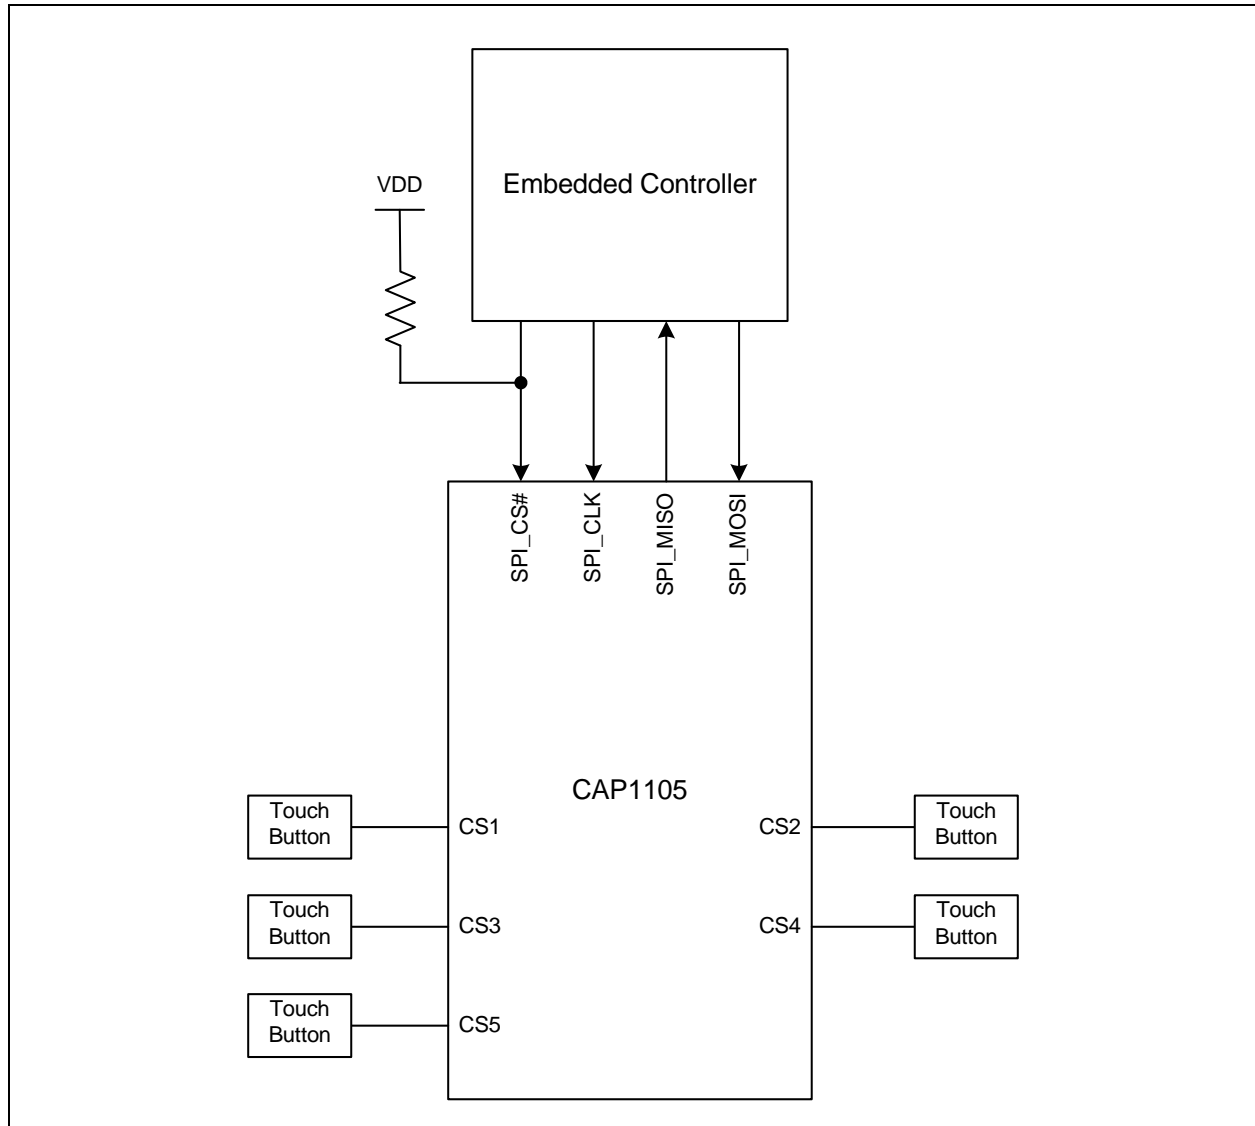 Embedded Controller
VDD
SPI_CS#
SPI_CLK
SPI_MISO
SPI_MOSI
CAP1105
Touch
Button
CS1
CS2
Touch
Button
Touch
Button
CS3
CS4
Touch
Button
Touch
Button
CS5